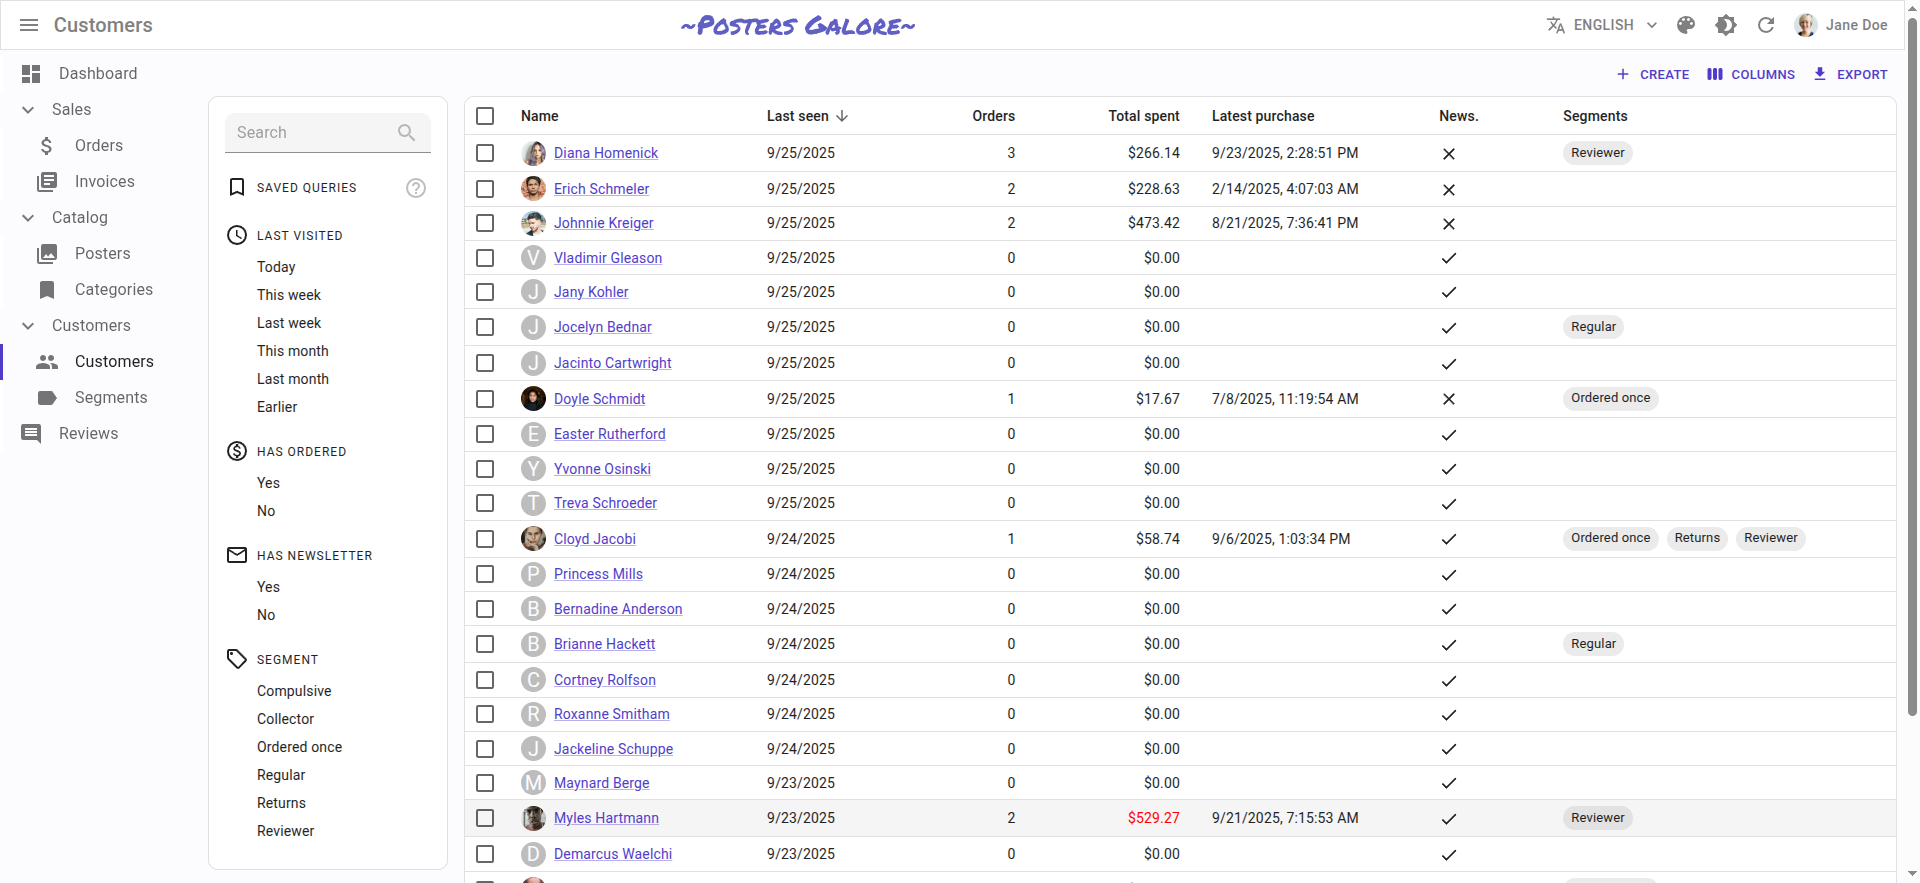 Customers
~Posters Galore~
ENGLISH
Jane Doe
Dashboard
Sales
Orders
Invoices
Catalog
Posters
Categories
Customers
Customers
Segments
Reviews
CREATE
COLUMNS
EXPORT
Search
SAVED QUERIES
?
LAST VISITED
Today
This week
Last week
This month
Last month
Earlier
HAS ORDERED
Yes
No
HAS NEWSLETTER
Yes
No
SEGMENT
Compulsive
Collector
Ordered once
Regular
Returns
Reviewer
Name Last seen Orders Total spent Latest purchase News. Segments
Diana Homenick 9/25/2025 3 $266.14 9/23/2025, 2:28:51 PM Reviewer
Erich Schmeler 9/25/2025 2 $228.63 2/14/2025, 4:07:03 AM
Johnnie Kreiger 9/25/2025 2 $473.42 8/21/2025, 7:36:41 PM
V Vladimir Gleason 9/25/2025 0 $0.00
J Jany Kohler 9/25/2025 0 $0.00
J Jocelyn Bednar 9/25/2025 0 $0.00 Regular
J Jacinto Cartwright 9/25/2025 0 $0.00
Doyle Schmidt 9/25/2025 1 $17.67 7/8/2025, 11:19:54 AM Ordered once
E Easter Rutherford 9/25/2025 0 $0.00
Y Yvonne Osinski 9/25/2025 0 $0.00
T Treva Schroeder 9/25/2025 0 $0.00
Cloyd Jacobi 9/24/2025 1 $58.74 9/6/2025, 1:03:34 PM Ordered once Returns Reviewer
P Princess Mills 9/24/2025 0 $0.00
B Bernadine Anderson 9/24/2025 0 $0.00
B Brianne Hackett 9/24/2025 0 $0.00 Regular
C Cortney Rolfson 9/24/2025 0 $0.00
R Roxanne Smitham 9/24/2025 0 $0.00
J Jackeline Schuppe 9/24/2025 0 $0.00
M Maynard Berge 9/23/2025 0 $0.00
Myles Hartmann 9/23/2025 2 $529.27 9/21/2025, 7:15:53 AM Reviewer
D Demarcus Waelchi 9/23/2025 0 $0.00